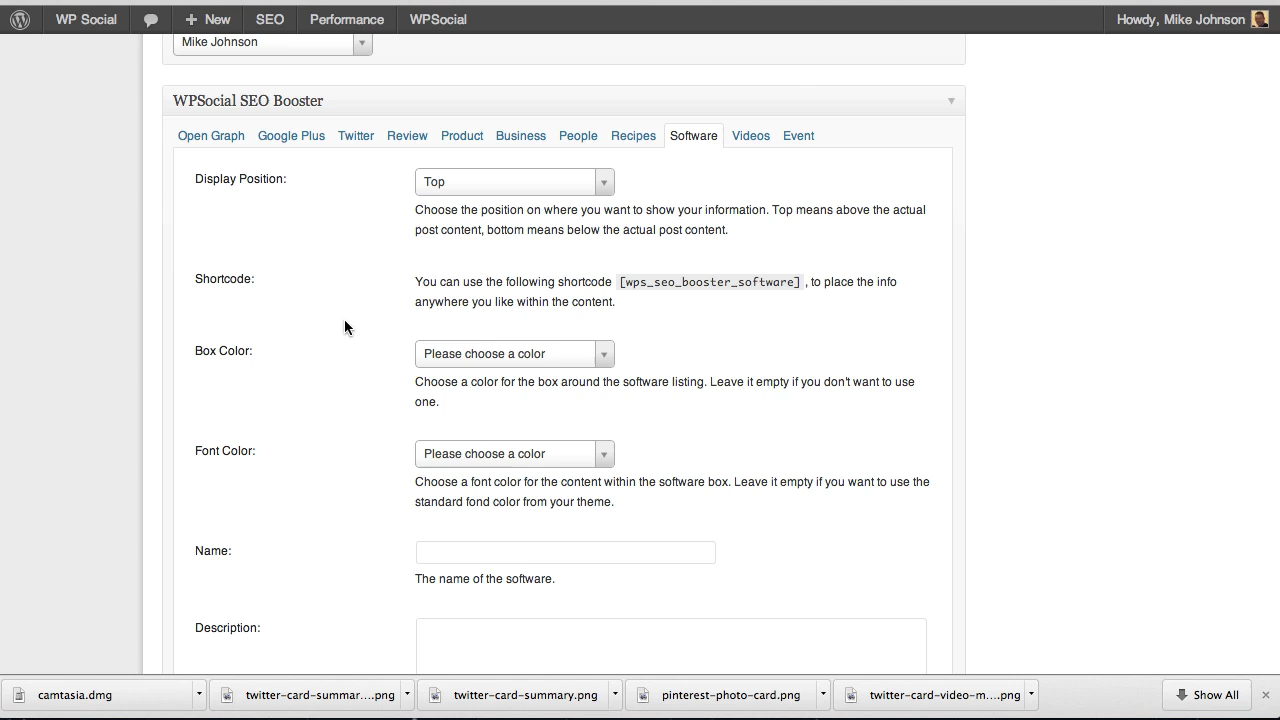 WP Social New SEO Performance WPSocial Howdy, Mike Johnson
Mike Johnson
WPSocial SEO Booster
Open Graph Google Plus Twitter Review Product Business People Recipes Software Videos Event
Display Position: Top
Choose the position on where you want to show your information. Top means above the actual
post content, bottom means below the actual post content.
Shortcode: You can use the following shortcode [wps_seo_booster_software] , to place the info
anywhere you like within the content.
Box Color: Please choose a color
Choose a color for the box around the software listing. Leave it empty if you don't want to use
one.
Font Color: Please choose a color
Choose a font color for the content within the software box. Leave it empty if you want to use the
standard fond color from your theme.
Name:
The name of the software.
Description:
camtasia.dmg twitter-card-summar....png twitter-card-summary.png pinterest-photo-card.png twitter-card-video-m....png Show All